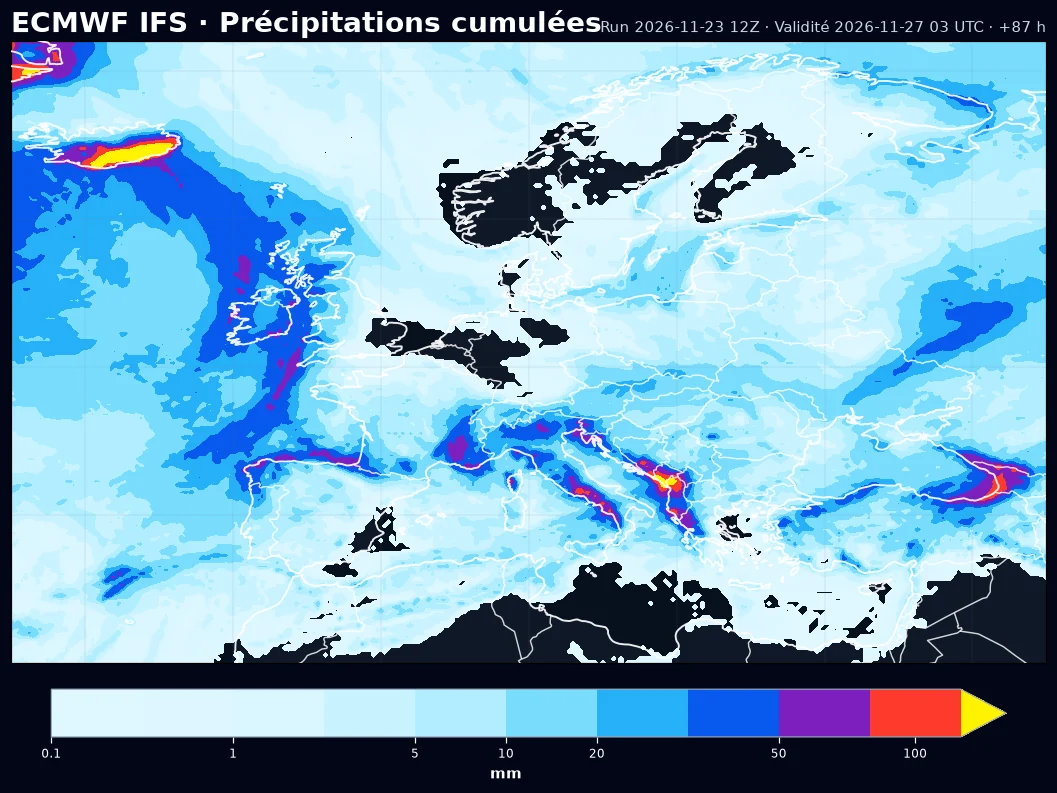 ECMWF IFS · Précipitations cumulées
Run 2026-11-23 12Z · Validité 2026-11-27 03 UTC · +87 h
0.1 1 5 10 20 50 100
mm